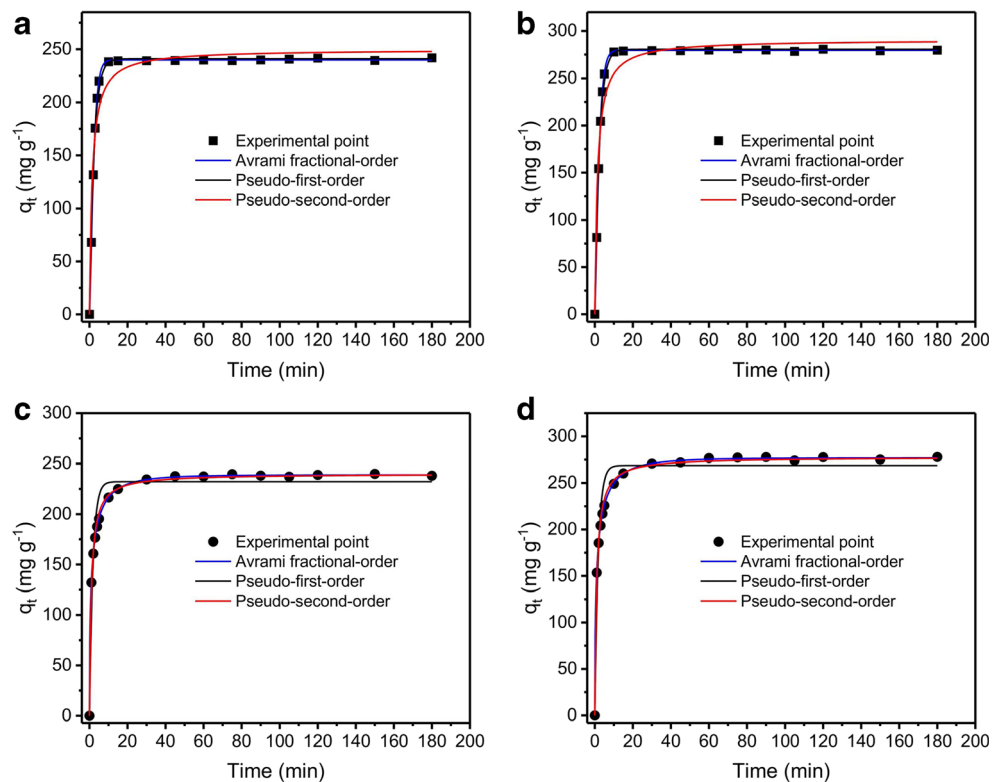 a
250
200
150
100
50
0
qt (mg g-1)
Experimental point
Avrami fractional-order
Pseudo-first-order
Pseudo-second-order
0 20 40 60 80 100 120 140 160 180 200
Time (min)
b
300
250
200
150
100
50
0
qt (mg g-1)
Experimental point
Avrami fractional-order
Pseudo-first-order
Pseudo-second-order
0 20 40 60 80 100 120 140 160 180 200
Time (min)
c
300
250
200
150
100
50
0
qt (mg g-1)
Experimental point
Avrami fractional-order
Pseudo-first-order
Pseudo-second-order
0 20 40 60 80 100 120 140 160 180 200
Time (min)
d
300
250
200
150
100
50
0
qt (mg g-1)
Experimental point
Avrami fractional-order
Pseudo-first-order
Pseudo-second-order
0 20 40 60 80 100 120 140 160 180 200
Time (min)